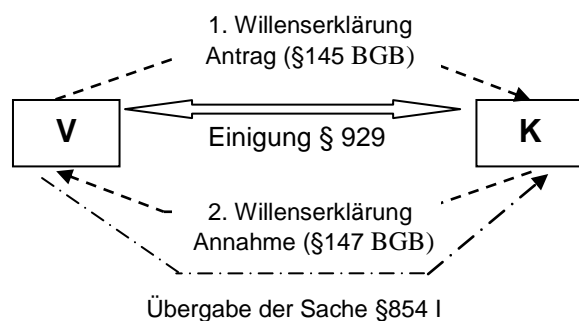 1. Willenserklärung
Antrag (§145 BGB)
V
K
Einigung § 929
2. Willenserklärung
Annahme (§147 BGB)
Übergabe der Sache §854 I